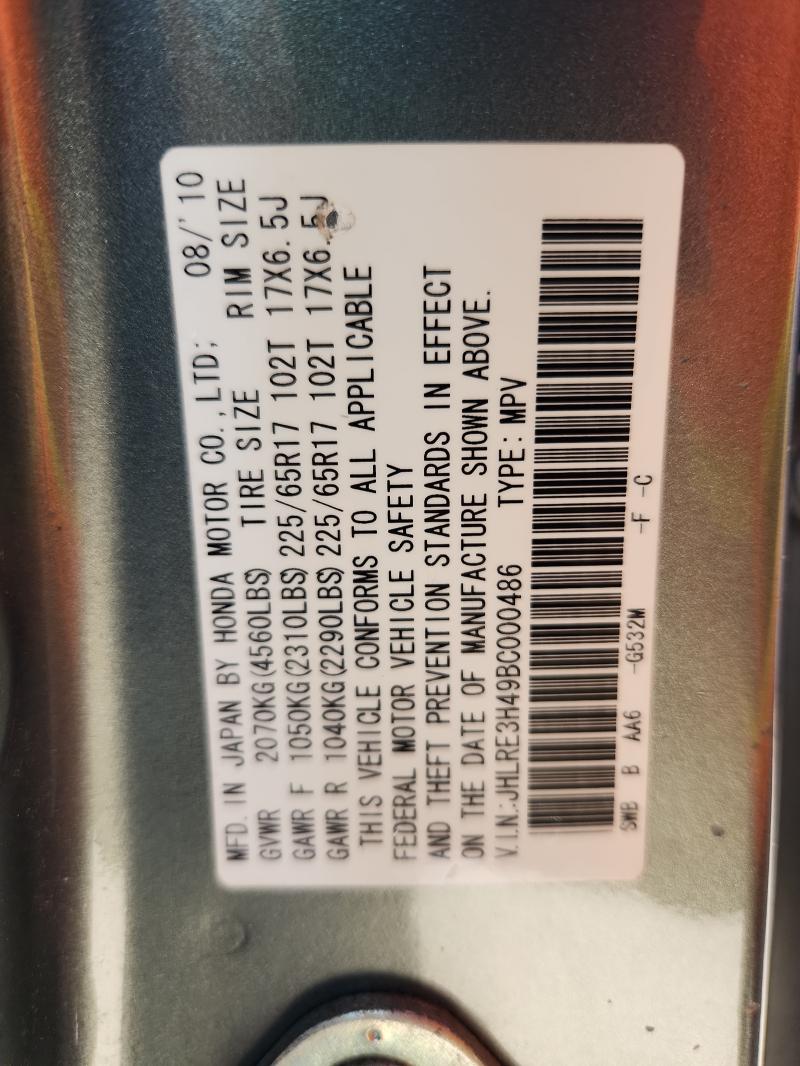 MFD. IN JAPAN BY HONDA MOTOR CO.,LTD; 08/'10
GVWR 2070KG(4560LBS) TIRE SIZE RIM SIZE
GAWR F 1050KG(2310LBS) 225/65R17 102T 17X6.5J
GAWR R 1040KG(2290LBS) 225/65R17 102T 17X6.5J
THIS VEHICLE CONFORMS TO ALL APPLICABLE
FEDERAL MOTOR VEHICLE SAFETY
AND THEFT PREVENTION STANDARDS IN EFFECT
ON THE DATE OF MANUFACTURE SHOWN ABOVE.
V.I.N.:JHLRE3H49BC000486 TYPE: MPV
SWB B AA6 -G532M -F -C